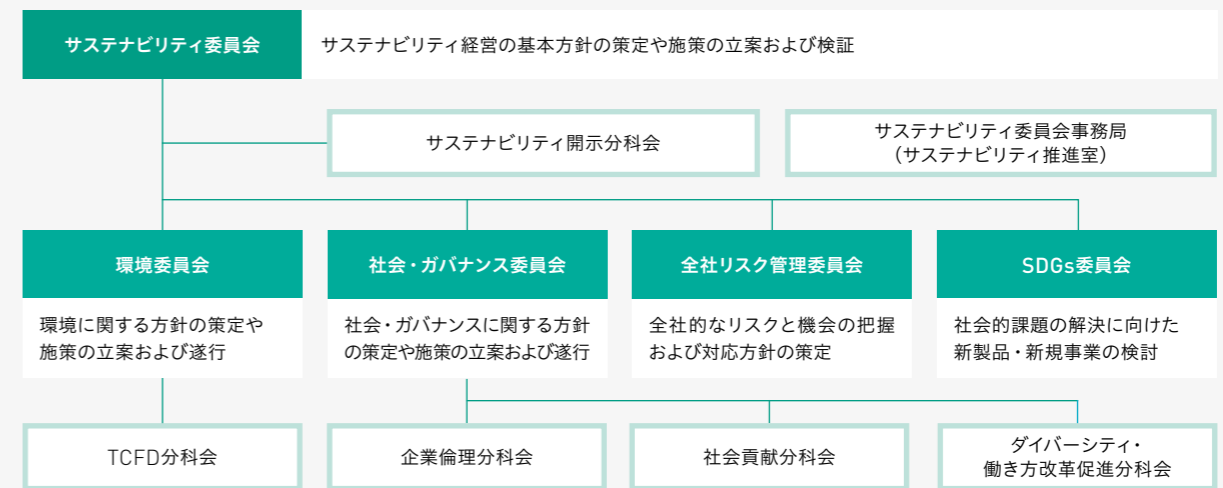 サステナビリティ委員会
サステナビリティ経営の基本方針の策定や施策の立案および検証
サステナビリティ開示分科会
サステナビリティ委員会事務局
（サステナビリティ推進室）
環境委員会
環境に関する方針の策定や
施策の立案および遂行
社会・ガバナンス委員会
社会・ガバナンスに関する方針
の策定や施策の立案および遂行
全社リスク管理委員会
全社的なリスクと機会の把握
および対応方針の策定
SDGs委員会
社会的課題の解決に向けた
新製品・新規事業の検討
TCFD分科会
企業倫理分科会
社会貢献分科会
ダイバーシティ・
働き方改革促進分科会